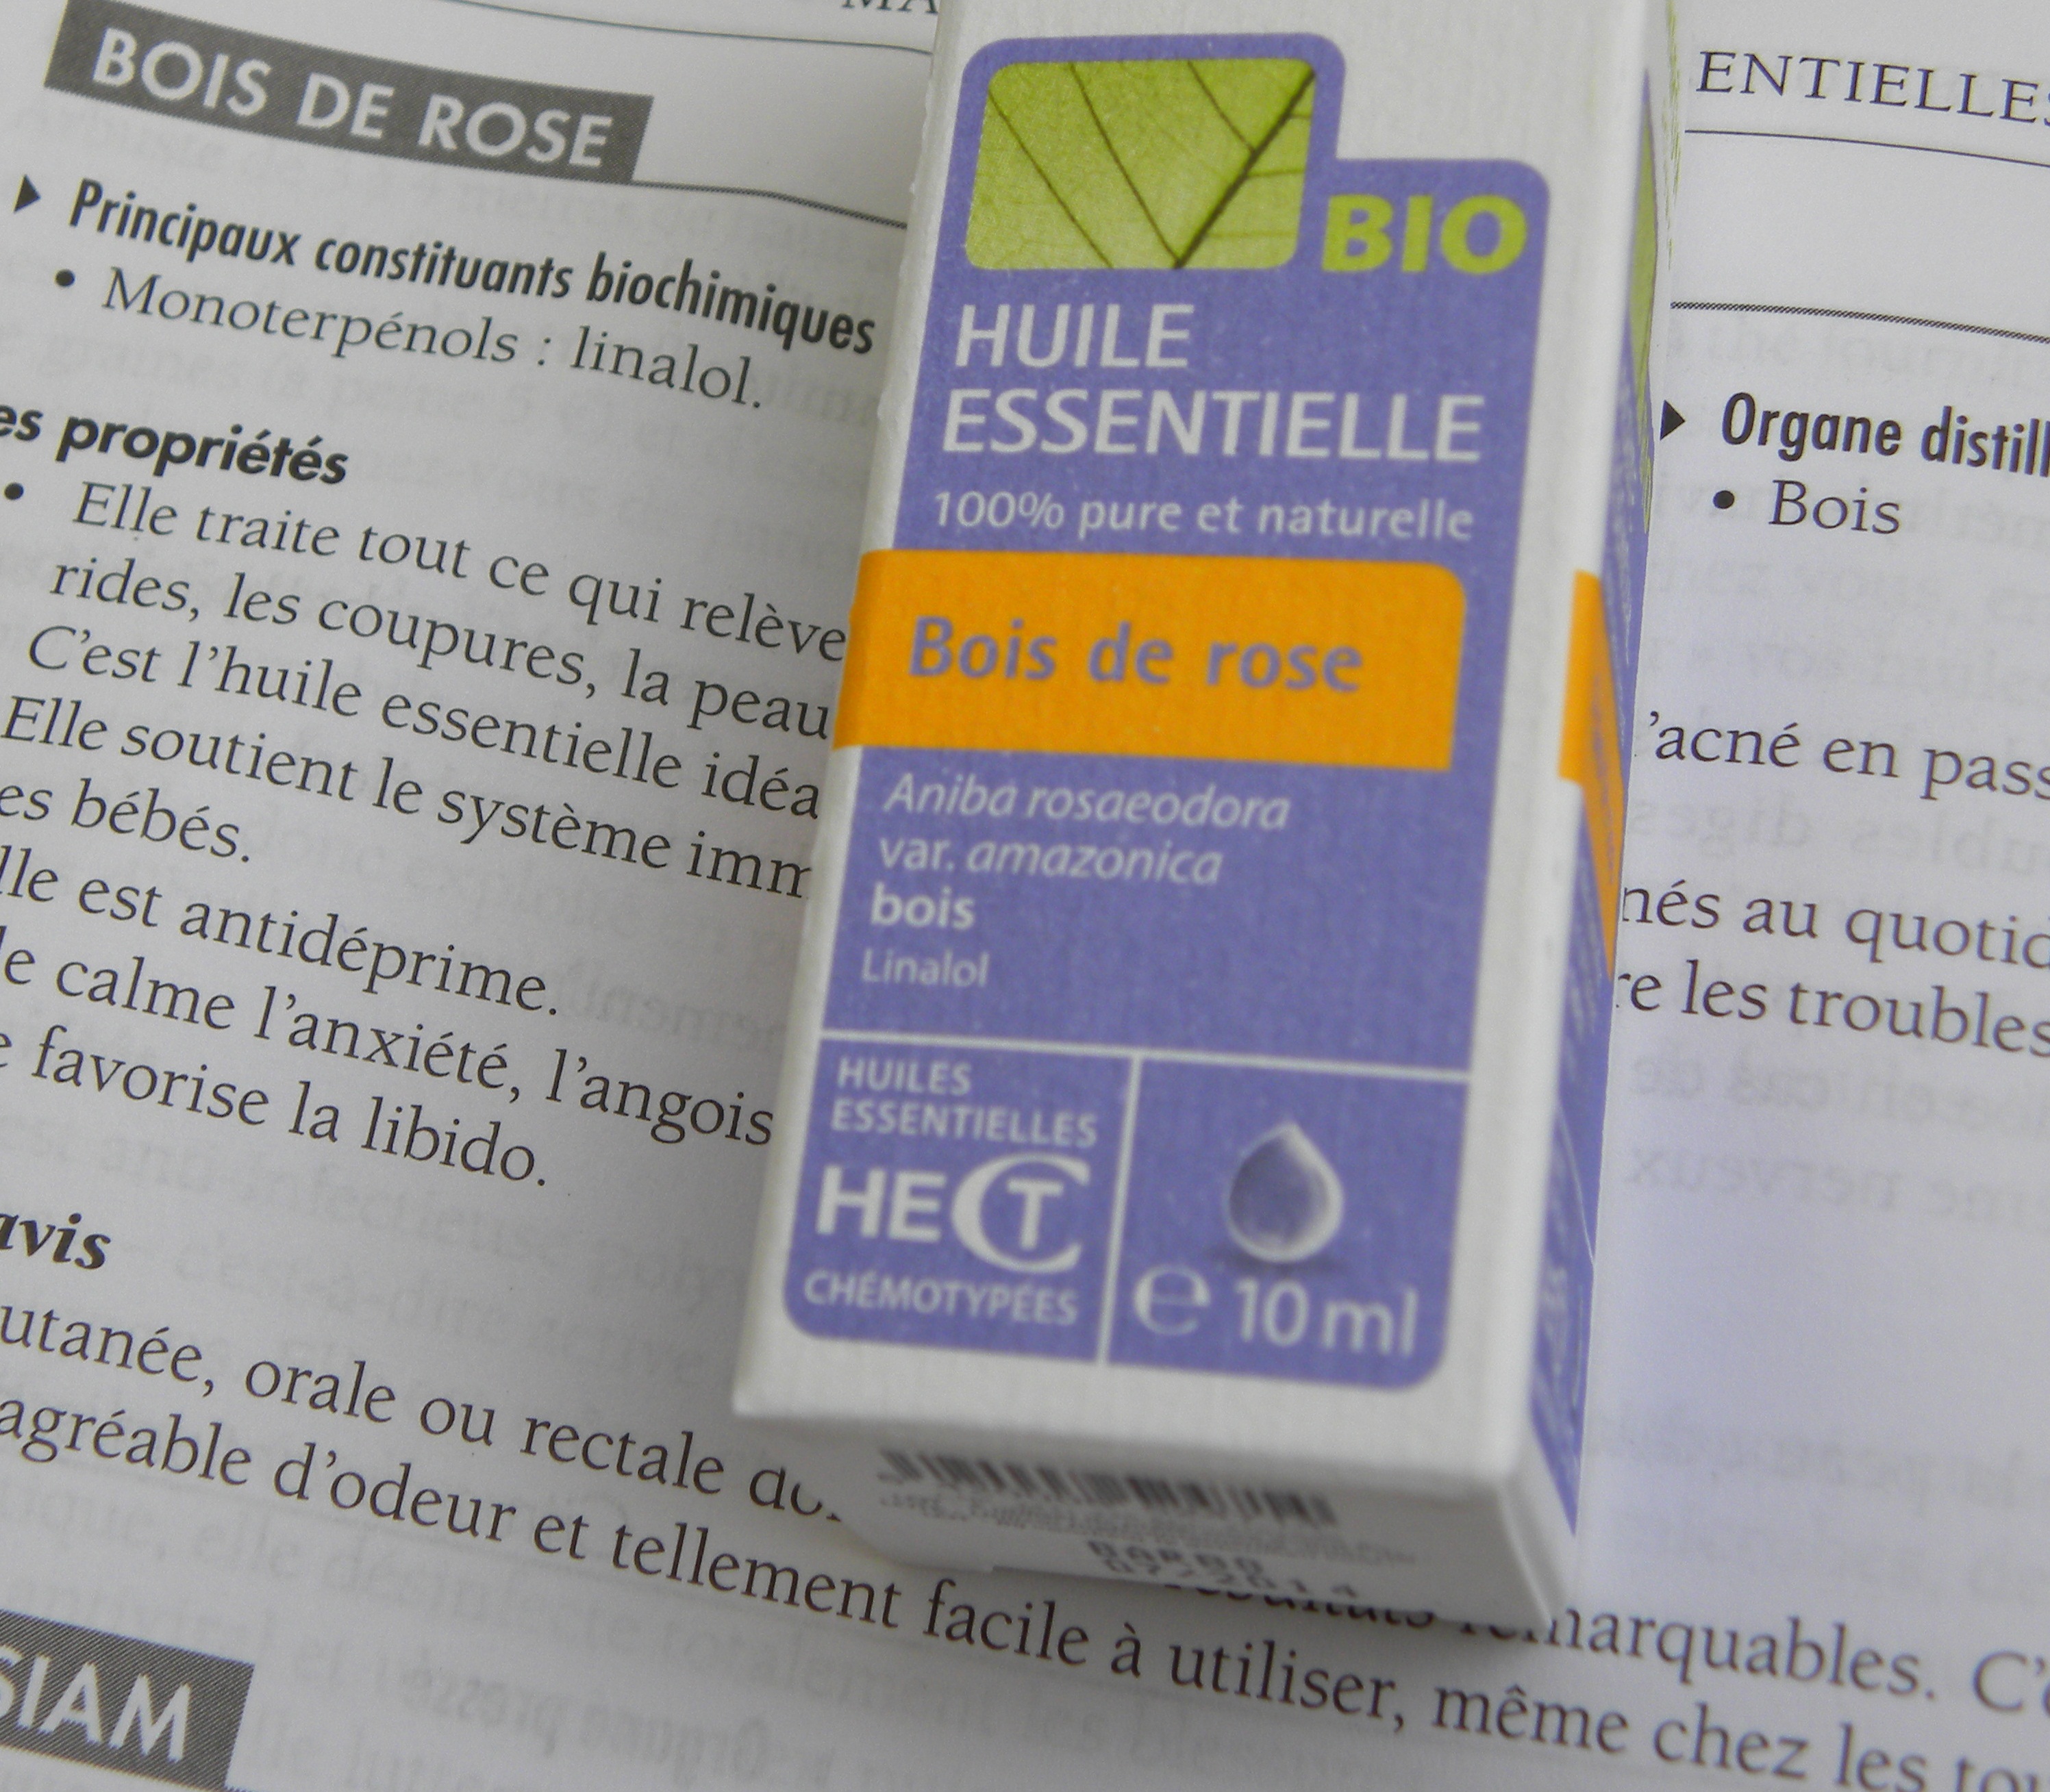 ENTIELLES
BOIS DE ROSE
Principaux constituants biochimiques
• Monoterpénols : linalol.
es propriétés
• Elle traite tout ce qui relève
rides, les coupures, la peau
C'est l'huile essentielle idéa
Elle soutient le système imm
es bébés.
lle est antidéprime.
le calme l'anxiété, l'angois
e favorise la libido.
avis
utanée, orale ou rectale
agréable d'odeur et tellement facile à utiliser, même chez les tou
SIAM
BIO
HUILE
ESSENTIELLE
100% pure et naturelle
Bois de rose
Aniba rosaeodora
var. amazonica
bois
Linalol
HUILES
ESSENTIELLES
HECT
CHÉMOTYPÉES
e 10 ml
07/2014
Organe distill
• Bois
l'acné en pass
nés au quotid
re les troubles
remarquables. C'e